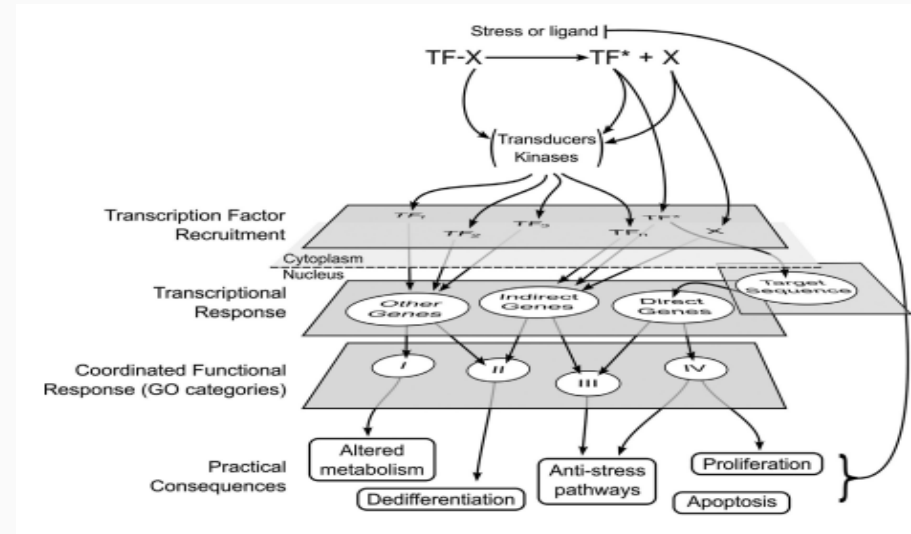 Stress or ligand
TF-X
TF* + X
Transducers
Kinases
Transcription Factor
Recruitment
TF₁
TF₂
TF₃
TFₙ
TF*
X
Cytoplasm
Nucleus
Transcriptional
Response
Other
Genes
Indirect
Genes
Direct
Genes
Target
Sequence
Coordinated Functional
Response (GO categories)
I
II
III
IV
Practical
Consequences
Altered
metabolism
Dedifferentiation
Anti-stress
pathways
Proliferation
Apoptosis